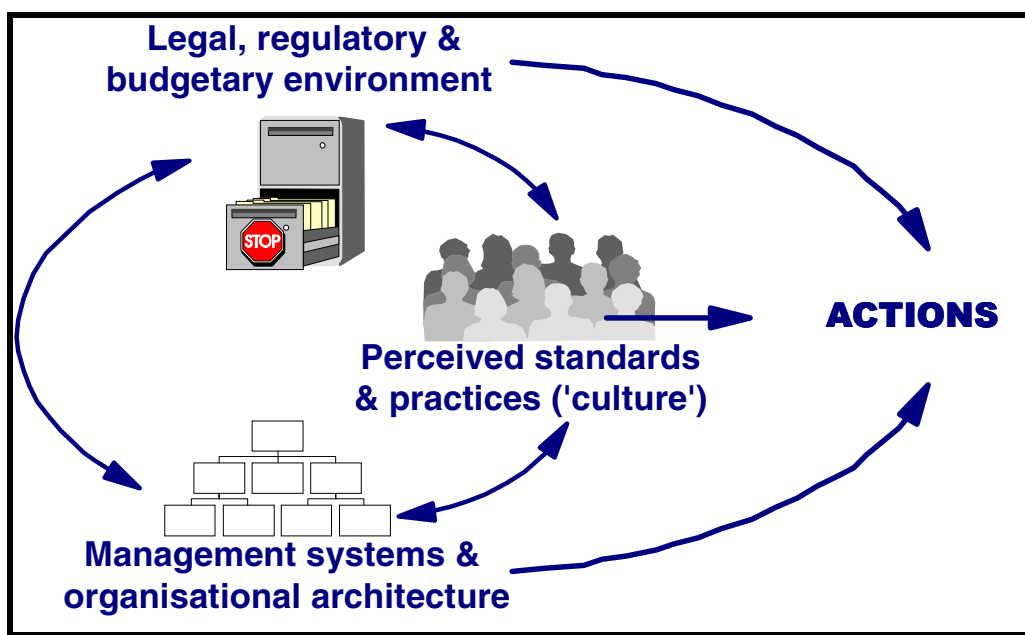 Legal, regulatory &
budgetary environment
STOP
Perceived standards
& practices ('culture')
ACTIONS
Management systems &
organisational architecture